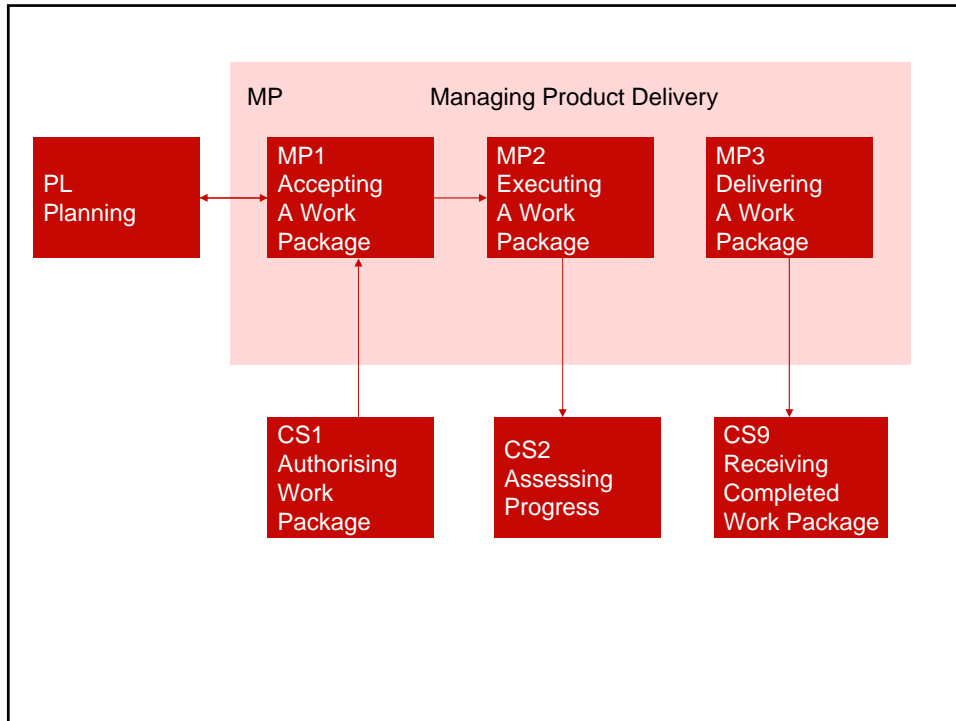 MP Managing Product Delivery
PL
Planning
MP1
Accepting
A Work
Package
MP2
Executing
A Work
Package
MP3
Delivering
A Work
Package
CS1
Authorising
Work
Package
CS2
Assessing
Progress
CS9
Receiving
Completed
Work Package